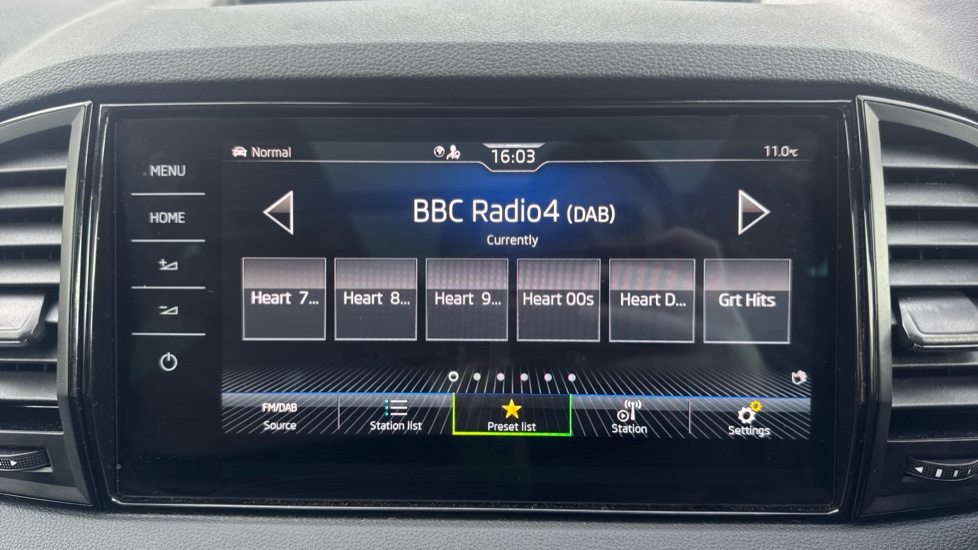 MENU
HOME
Normal
16:03
11.0°C
BBC Radio4 (DAB)
Currently
Heart 7...
Heart 8...
Heart 9...
Heart 00s
Heart D...
Grt Hits
FM/DAB
Source
Station list
Preset list
Station
Settings